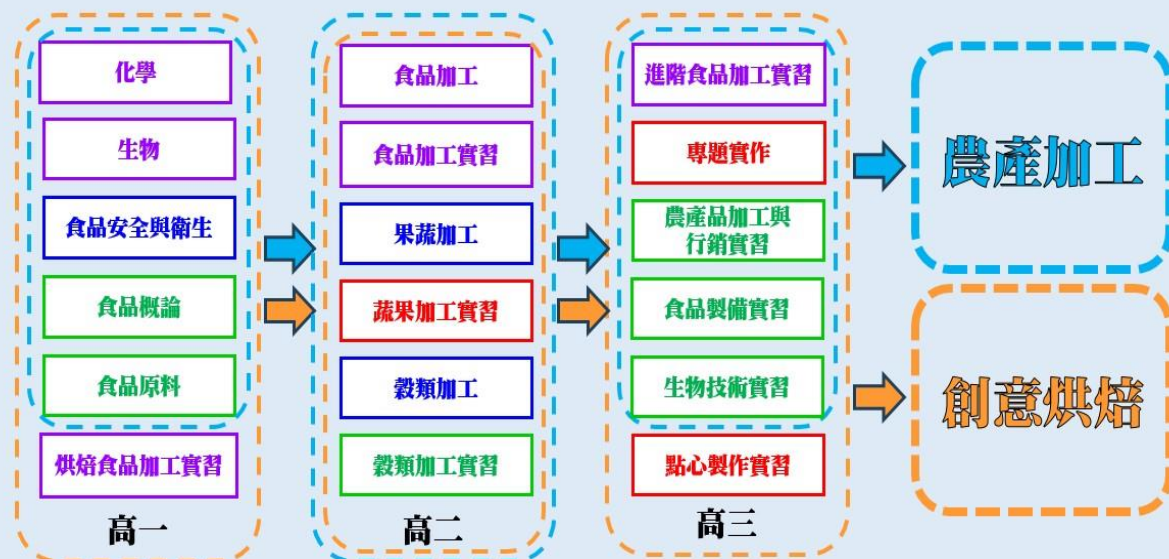 化學
生物
食品安全與衛生
食品概論
食品原料
烘焙食品加工實習
高一
食品加工
食品加工實習
果蔬加工
蔬果加工實習
穀類加工
穀類加工實習
高二
進階食品加工實習
專題實作
農產品加工與
行銷實習
食品製備實習
生物技術實習
點心製作實習
高三
農產加工
創意烘焙